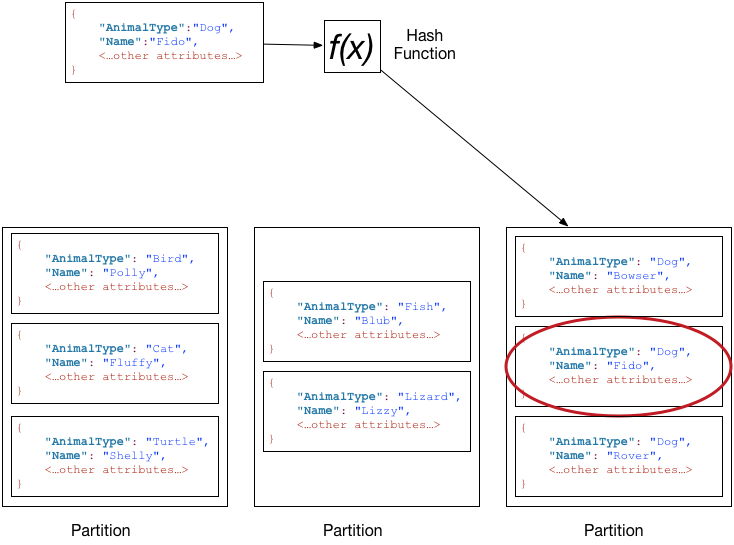 {
"AnimalType":"Dog",
"Name":"Fido",
<…other attributes…>
}
f(x)
Hash
Function
{
"AnimalType": "Bird",
"Name": "Polly",
<…other attributes…>
}
{
"AnimalType": "Cat",
"Name": "Fluffy",
<…other attributes…>
}
{
"AnimalType": "Turtle",
"Name": "Shelly",
<…other attributes…>
}
Partition
{
"AnimalType": "Fish",
"Name": "Blub",
<…other attributes…>
}
{
"AnimalType": "Lizard",
"Name": "Lizzy",
<…other attributes…>
}
Partition
{
"AnimalType": "Dog",
"Name": "Bowser",
<…other attributes…>
}
{
"AnimalType": "Dog",
"Name": "Fido",
<…other attributes…>
}
{
"AnimalType": "Dog",
"Name": "Rover",
<…other attributes…>
}
Partition